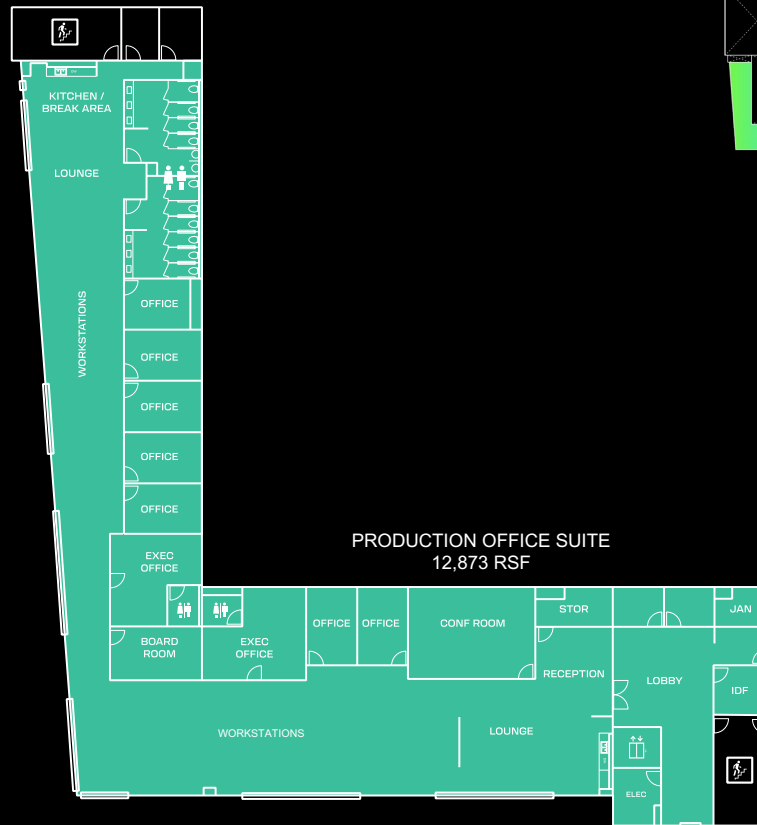 KITCHEN /
BREAK AREA
LOUNGE
WORKSTATIONS
OFFICE
OFFICE
OFFICE
OFFICE
OFFICE
EXEC
OFFICE
BOARD
ROOM
PRODUCTION OFFICE SUITE
12,873 RSF
EXEC
OFFICE
OFFICE
OFFICE
CONF ROOM
STOR
JAN
RECEPTION
LOBBY
IDF
WORKSTATIONS
LOUNGE
ELEC